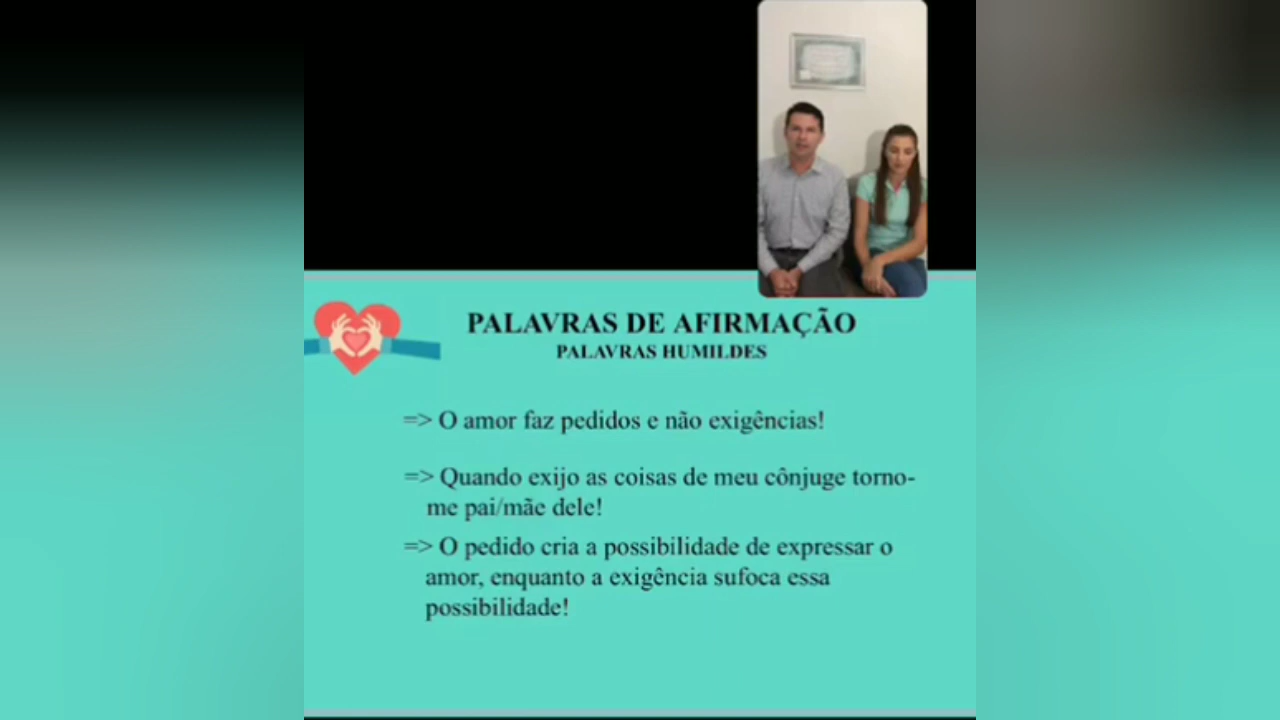 PALAVRAS DE AFIRMAÇÃO
PALAVRAS HUMILDES
=> O amor faz pedidos e não exigências!
=> Quando exijo as coisas de meu cônjuge torno-
me pai/mãe dele!
=> O pedido cria a possibilidade de expressar o
amor, enquanto a exigência sufoca essa
possibilidade!